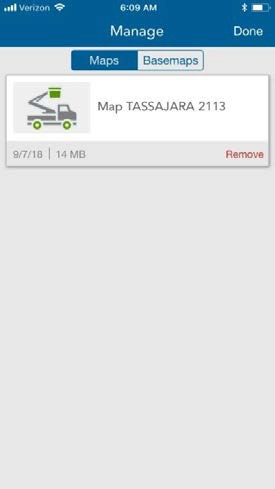 Verizon 6:09 AM
Manage Done
Maps Basemaps
Map TASSAJARA 2113
9/7/18 | 14 MB Remove